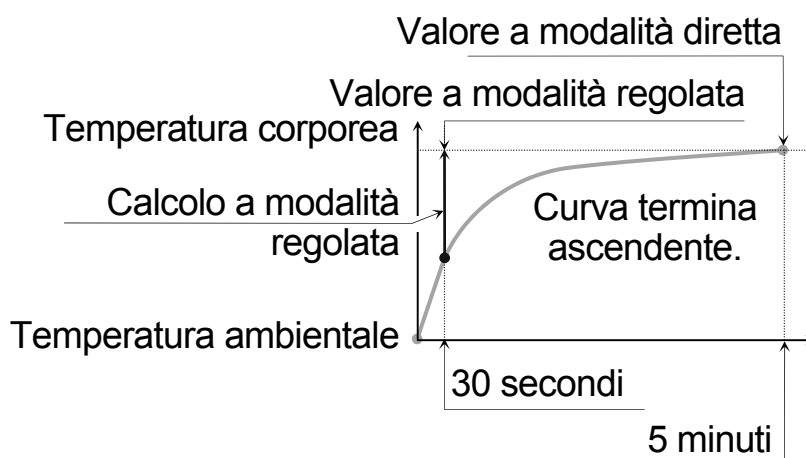 Valore a modalità diretta
Valore a modalità regolata
Temperatura corporea
Calcolo a modalità
regolata
Curva termina
ascendente.
Temperatura ambientale
30 secondi
5 minuti